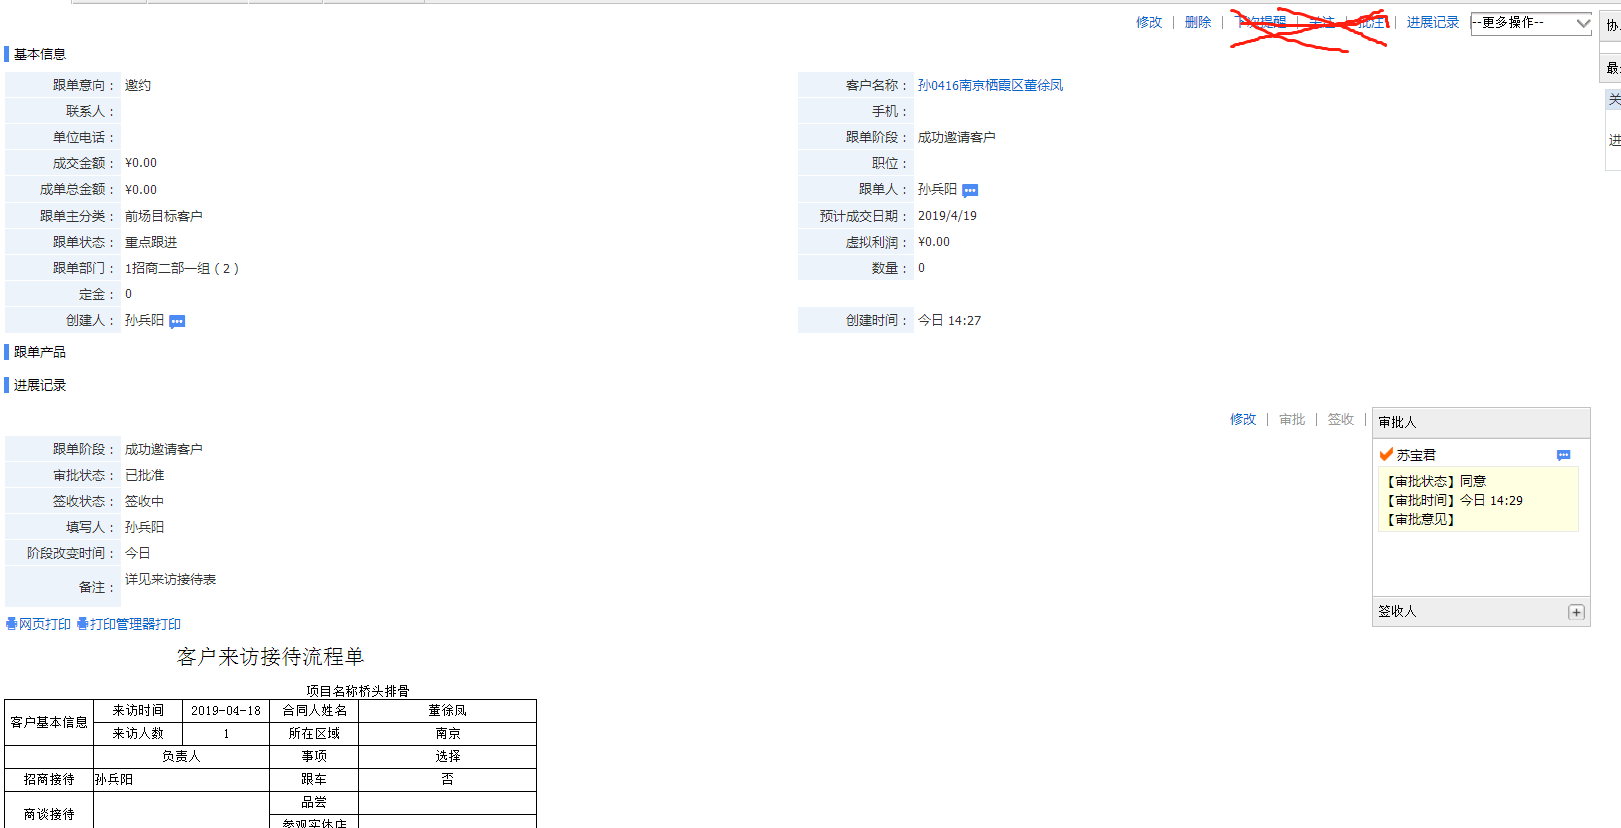 修改 | 删除 | 下次提醒 | 关注 | 批注 | 进展记录 --更多操作--
协
最
关
进
基本信息
跟单意向： 邀约 客户名称： 孙0416南京栖霞区董徐凤
联系人： 手机：
单位电话： 跟单阶段： 成功邀请客户
成交金额： ¥0.00 职位：
成单总金额： ¥0.00 跟单人： 孙兵阳
跟单主分类： 前场目标客户 预计成交日期： 2019/4/19
跟单状态： 重点跟进 虚拟利润： ¥0.00
跟单部门： 1招商二部一组（2） 数量： 0
定金： 0
创建人： 孙兵阳 创建时间： 今日 14:27
跟单产品
进展记录
修改 | 审批 | 签收 |
跟单阶段： 成功邀请客户
审批状态： 已批准
签收状态： 签收中
填写人： 孙兵阳
阶段改变时间： 今日
备注： 详见来访接待表
审批人
苏宝君
【审批状态】同意
【审批时间】今日 14:29
【审批意见】
签收人
网页打印 打印管理器打印
客户来访接待流程单
项目名称桥头排骨
客户基本信息 来访时间 2019-04-18 合同人姓名 董徐凤
来访人数 1 所在区域 南京
负责人 事项 选择
招商接待 孙兵阳 跟车 否
商谈接待 品尝
参观实体店